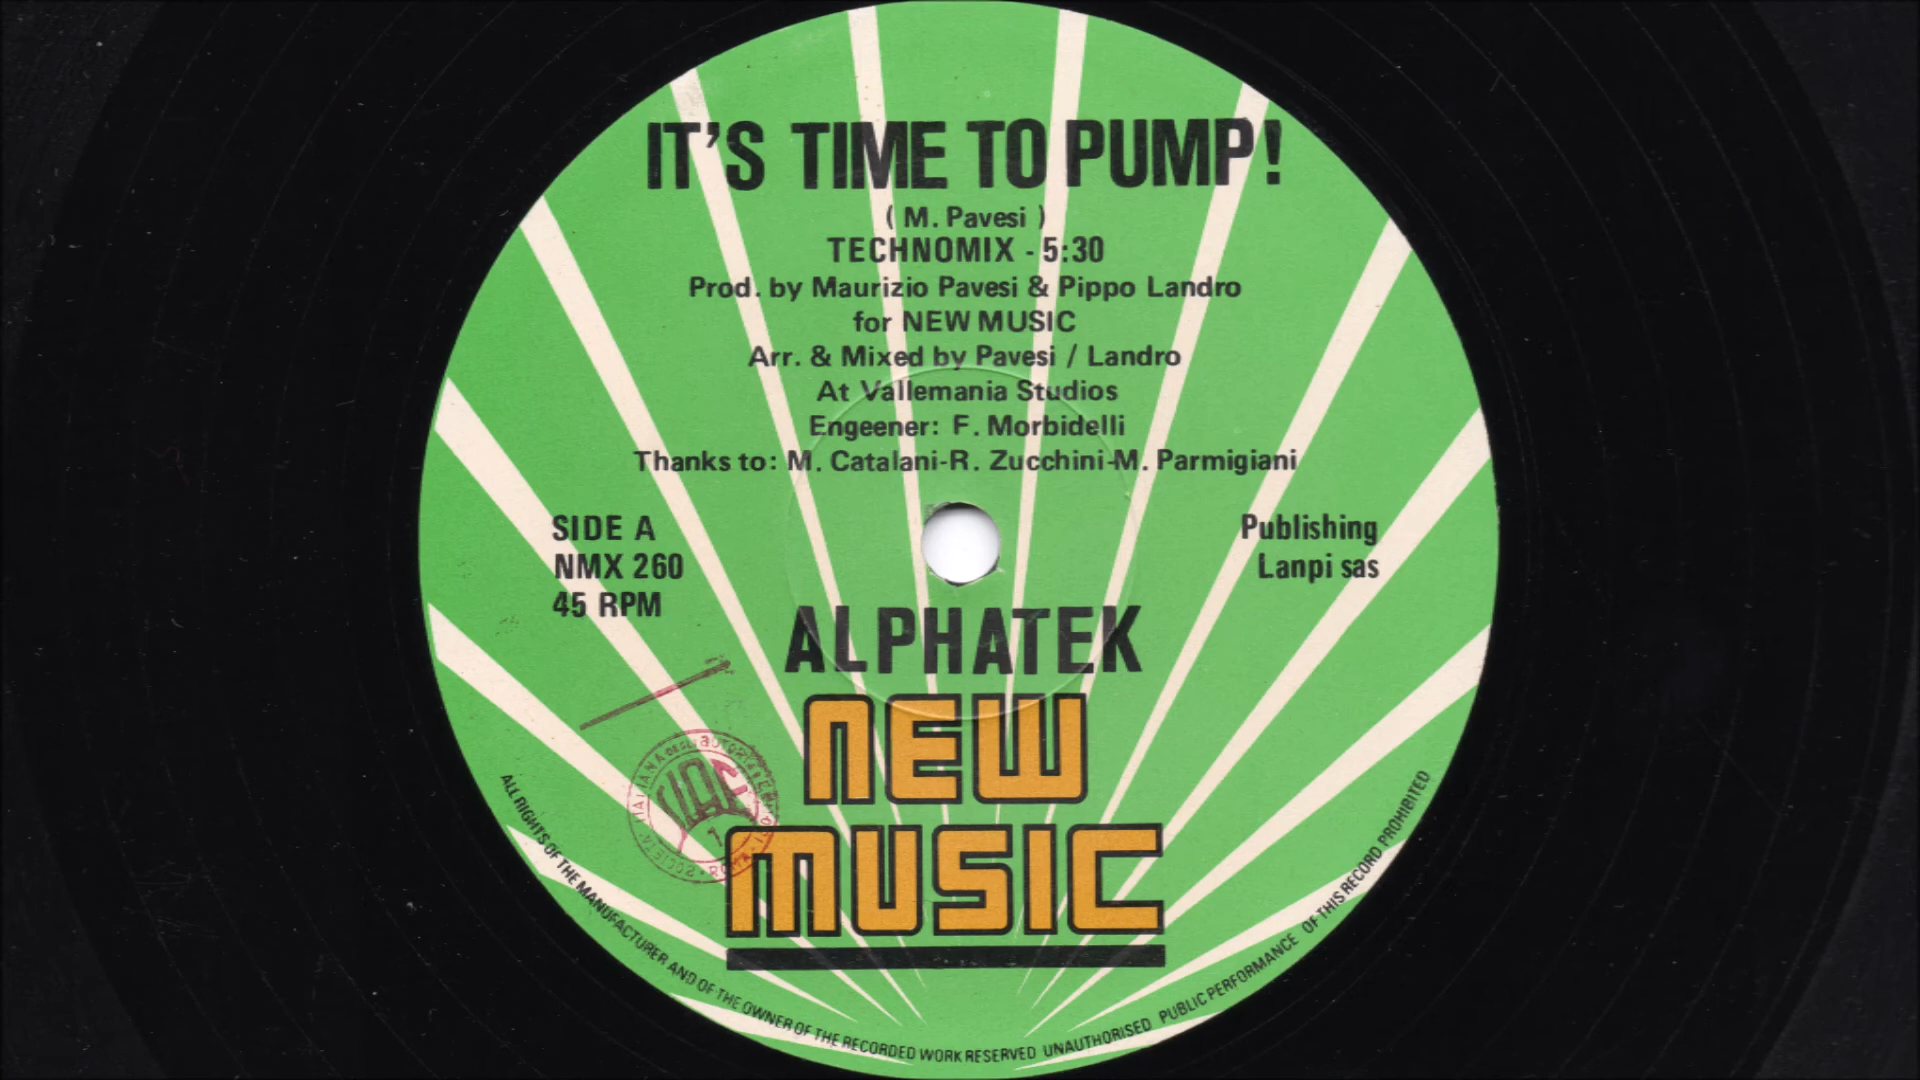 IT'S TIME TO PUMP!
( M. Pavesi )
TECHNOMIX - 5:30
Prod. by Maurizio Pavesi & Pippo Landro
for NEW MUSIC
Arr. & Mixed by Pavesi / Landro
At Vallemania Studios
Engeener: F. Morbidelli
Thanks to: M. Catalani-R. Zucchini-M. Parmigiani
SIDE A
NMX 260
45 RPM
Publishing
Lanpi sas
ALPHATEK
NEW
MUSIC
ALL RIGHTS OF THE MANUFACTURER AND OF THE OWNER OF THE RECORDED WORK RESERVED UNAUTHORISED PUBLIC PERFORMANCE OF THIS RECORD PROHIBITED